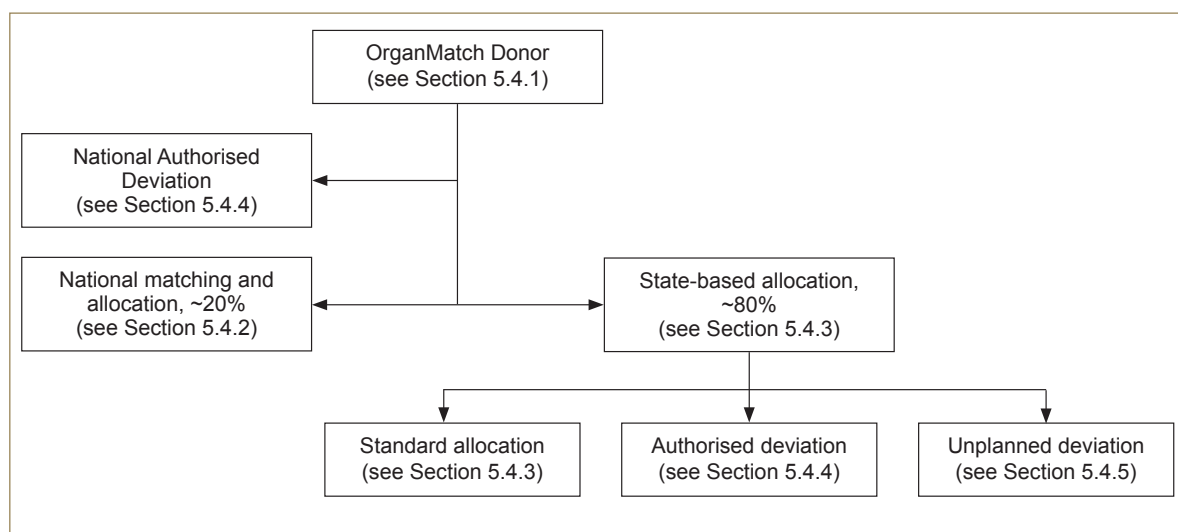 OrganMatch Donor
(see Section 5.4.1)
National Authorised
Deviation
(see Section 5.4.4)
National matching and
allocation, ~20%
(see Section 5.4.2)
State-based allocation,
~80%
(see Section 5.4.3)
Standard allocation
(see Section 5.4.3)
Authorised deviation
(see Section 5.4.4)
Unplanned deviation
(see Section 5.4.5)